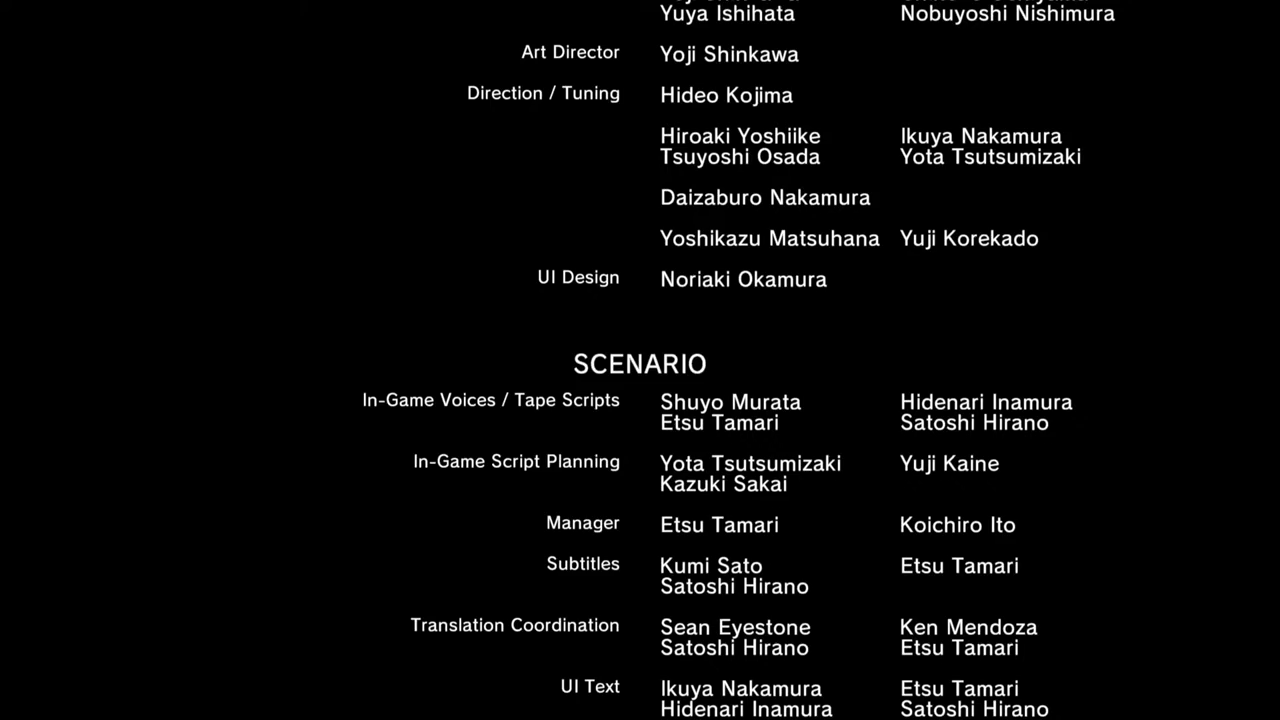 Yuya Ishihata Nobuyoshi Nishimura
Art Director Yoji Shinkawa
Direction / Tuning Hideo Kojima
Hiroaki Yoshiike Ikuya Nakamura
Tsuyoshi Osada Yota Tsutsumizaki
Daizaburo Nakamura
Yoshikazu Matsuhana Yuji Korekado
UI Design Noriaki Okamura
SCENARIO
In-Game Voices / Tape Scripts Shuyo Murata Hidenari Inamura
Etsu Tamari Satoshi Hirano
In-Game Script Planning Yota Tsutsumizaki Yuji Kaine
Kazuki Sakai
Manager Etsu Tamari Koichiro Ito
Subtitles Kumi Sato Etsu Tamari
Satoshi Hirano
Translation Coordination Sean Eyestone Ken Mendoza
Satoshi Hirano Etsu Tamari
UI Text Ikuya Nakamura Etsu Tamari
Hidenari Inamura Satoshi Hirano